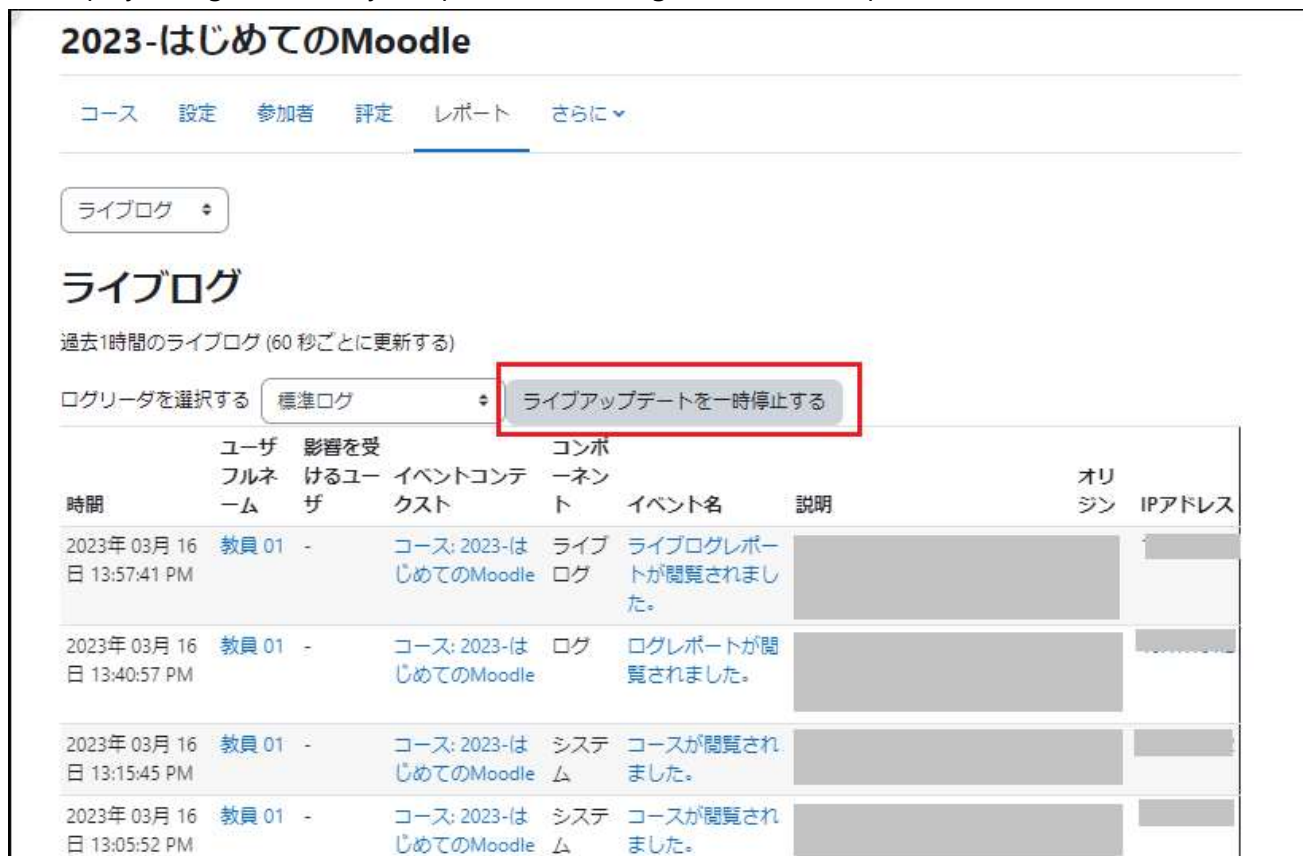 2023-はじめてのMoodle
コース 設定 参加者 評定 レポート さらに
ライブログ
ライブログ
過去1時間のライブログ (60 秒ごとに更新する)
ログリーダを選択する 標準ログ ライブアップデートを一時停止する
時間 ユーザフルネーム 影響を受けるユーザ イベントコンテクスト コンポーネント イベント名 説明 オリジン IPアドレス
2023年 03月 16 教員 01 - コース: 2023-は ライブ ライブログレポー
日 13:57:41 PM じめてのMoodle ログ トが閲覧されまし
た。
2023年 03月 16 教員 01 - コース: 2023-は ログ ログレポートが閲
日 13:40:57 PM じめてのMoodle 覧されました。
2023年 03月 16 教員 01 - コース: 2023-は システ コースが閲覧され
日 13:15:45 PM じめてのMoodle ム ました。
2023年 03月 16 教員 01 - コース: 2023-は システ コースが閲覧され
日 13:05:52 PM じめてのMoodle ム ました。